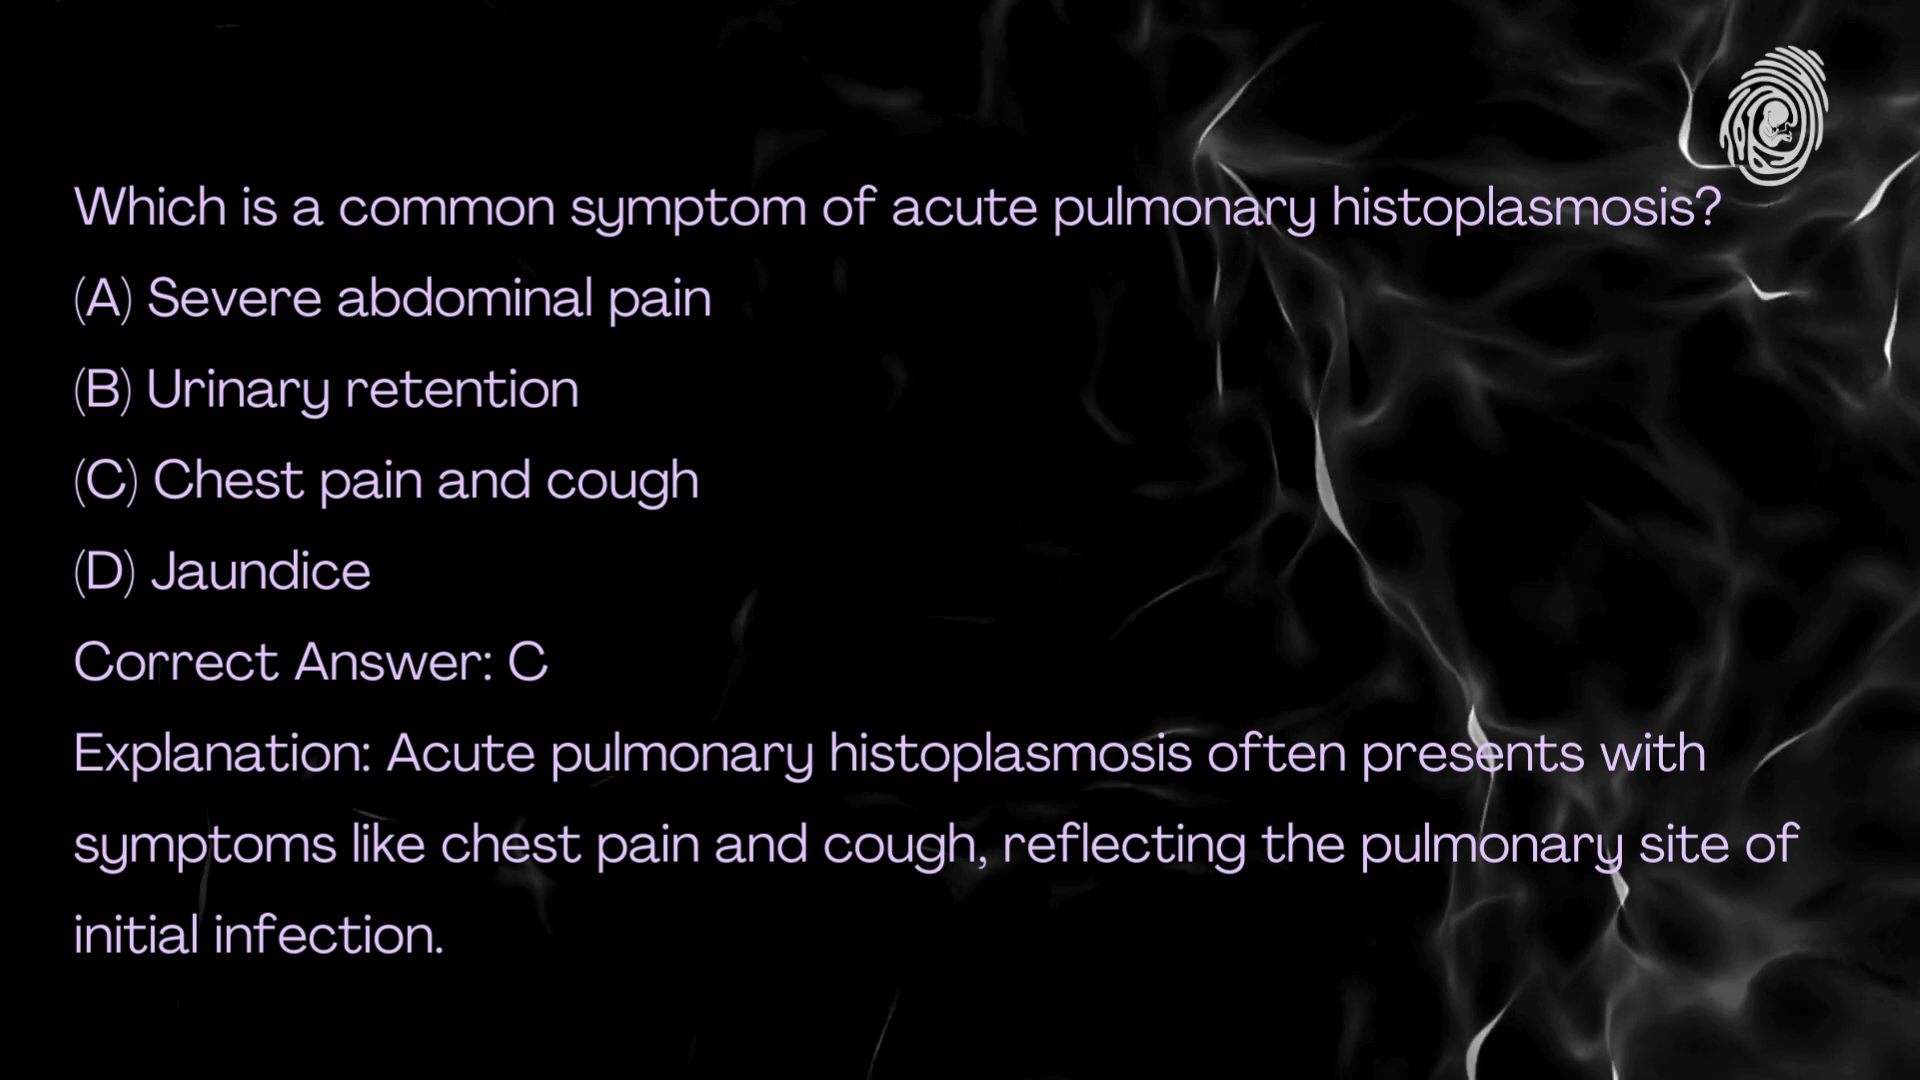 Which is a common symptom of acute pulmonary histoplasmosis?
(A) Severe abdominal pain
(B) Urinary retention
(C) Chest pain and cough
(D) Jaundice
Correct Answer: C
Explanation: Acute pulmonary histoplasmosis often presents with
symptoms like chest pain and cough, reflecting the pulmonary site of
initial infection.